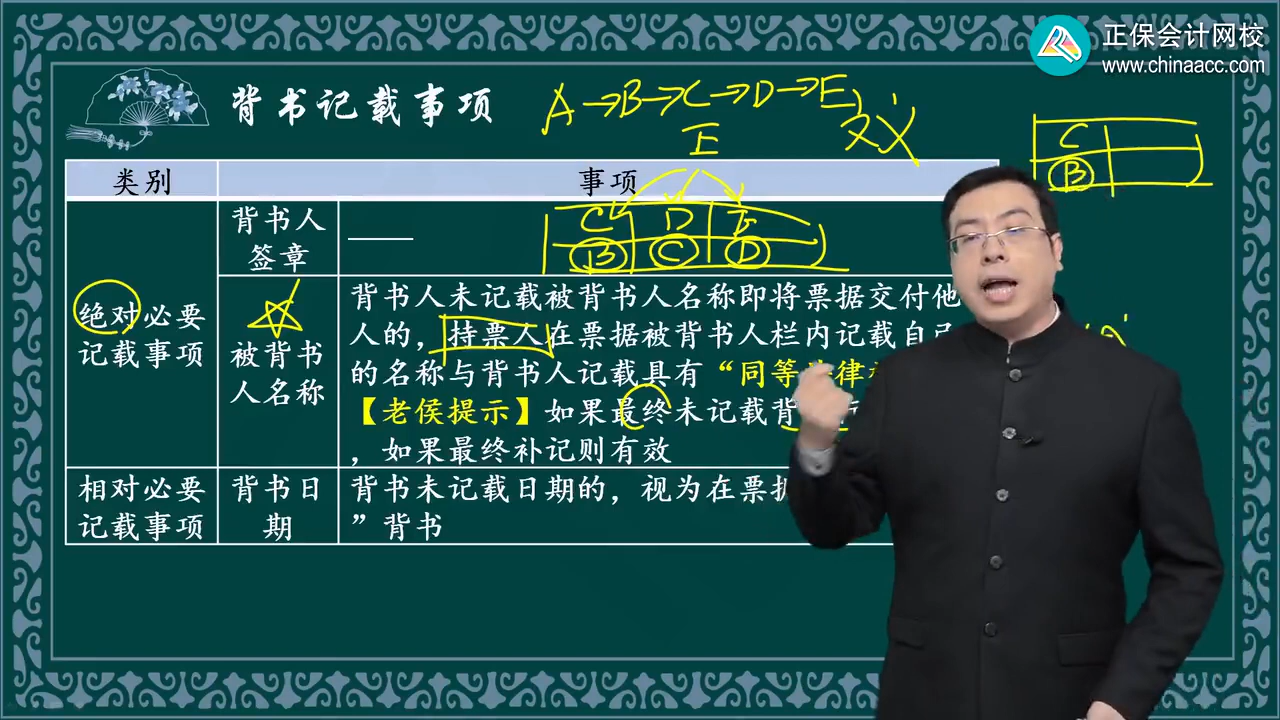 正保会计网校
www.chinaacc.com
背书记载事项
A→B→C→D→E
文义
C
B
类别
事项
C D E
B C D
背书人
签章
绝对必要
记载事项
被背书
人名称
背书人未记载被背书人名称即将票据交付他
人的，持票人在票据被背书人栏内记载自己
的名称与背书人记载具有“同等法律
【老侯提示】如果最终未记载背
，如果最终补记则有效
相对必要
记载事项
背书日
期
背书未记载日期的，视为在票据
”背书